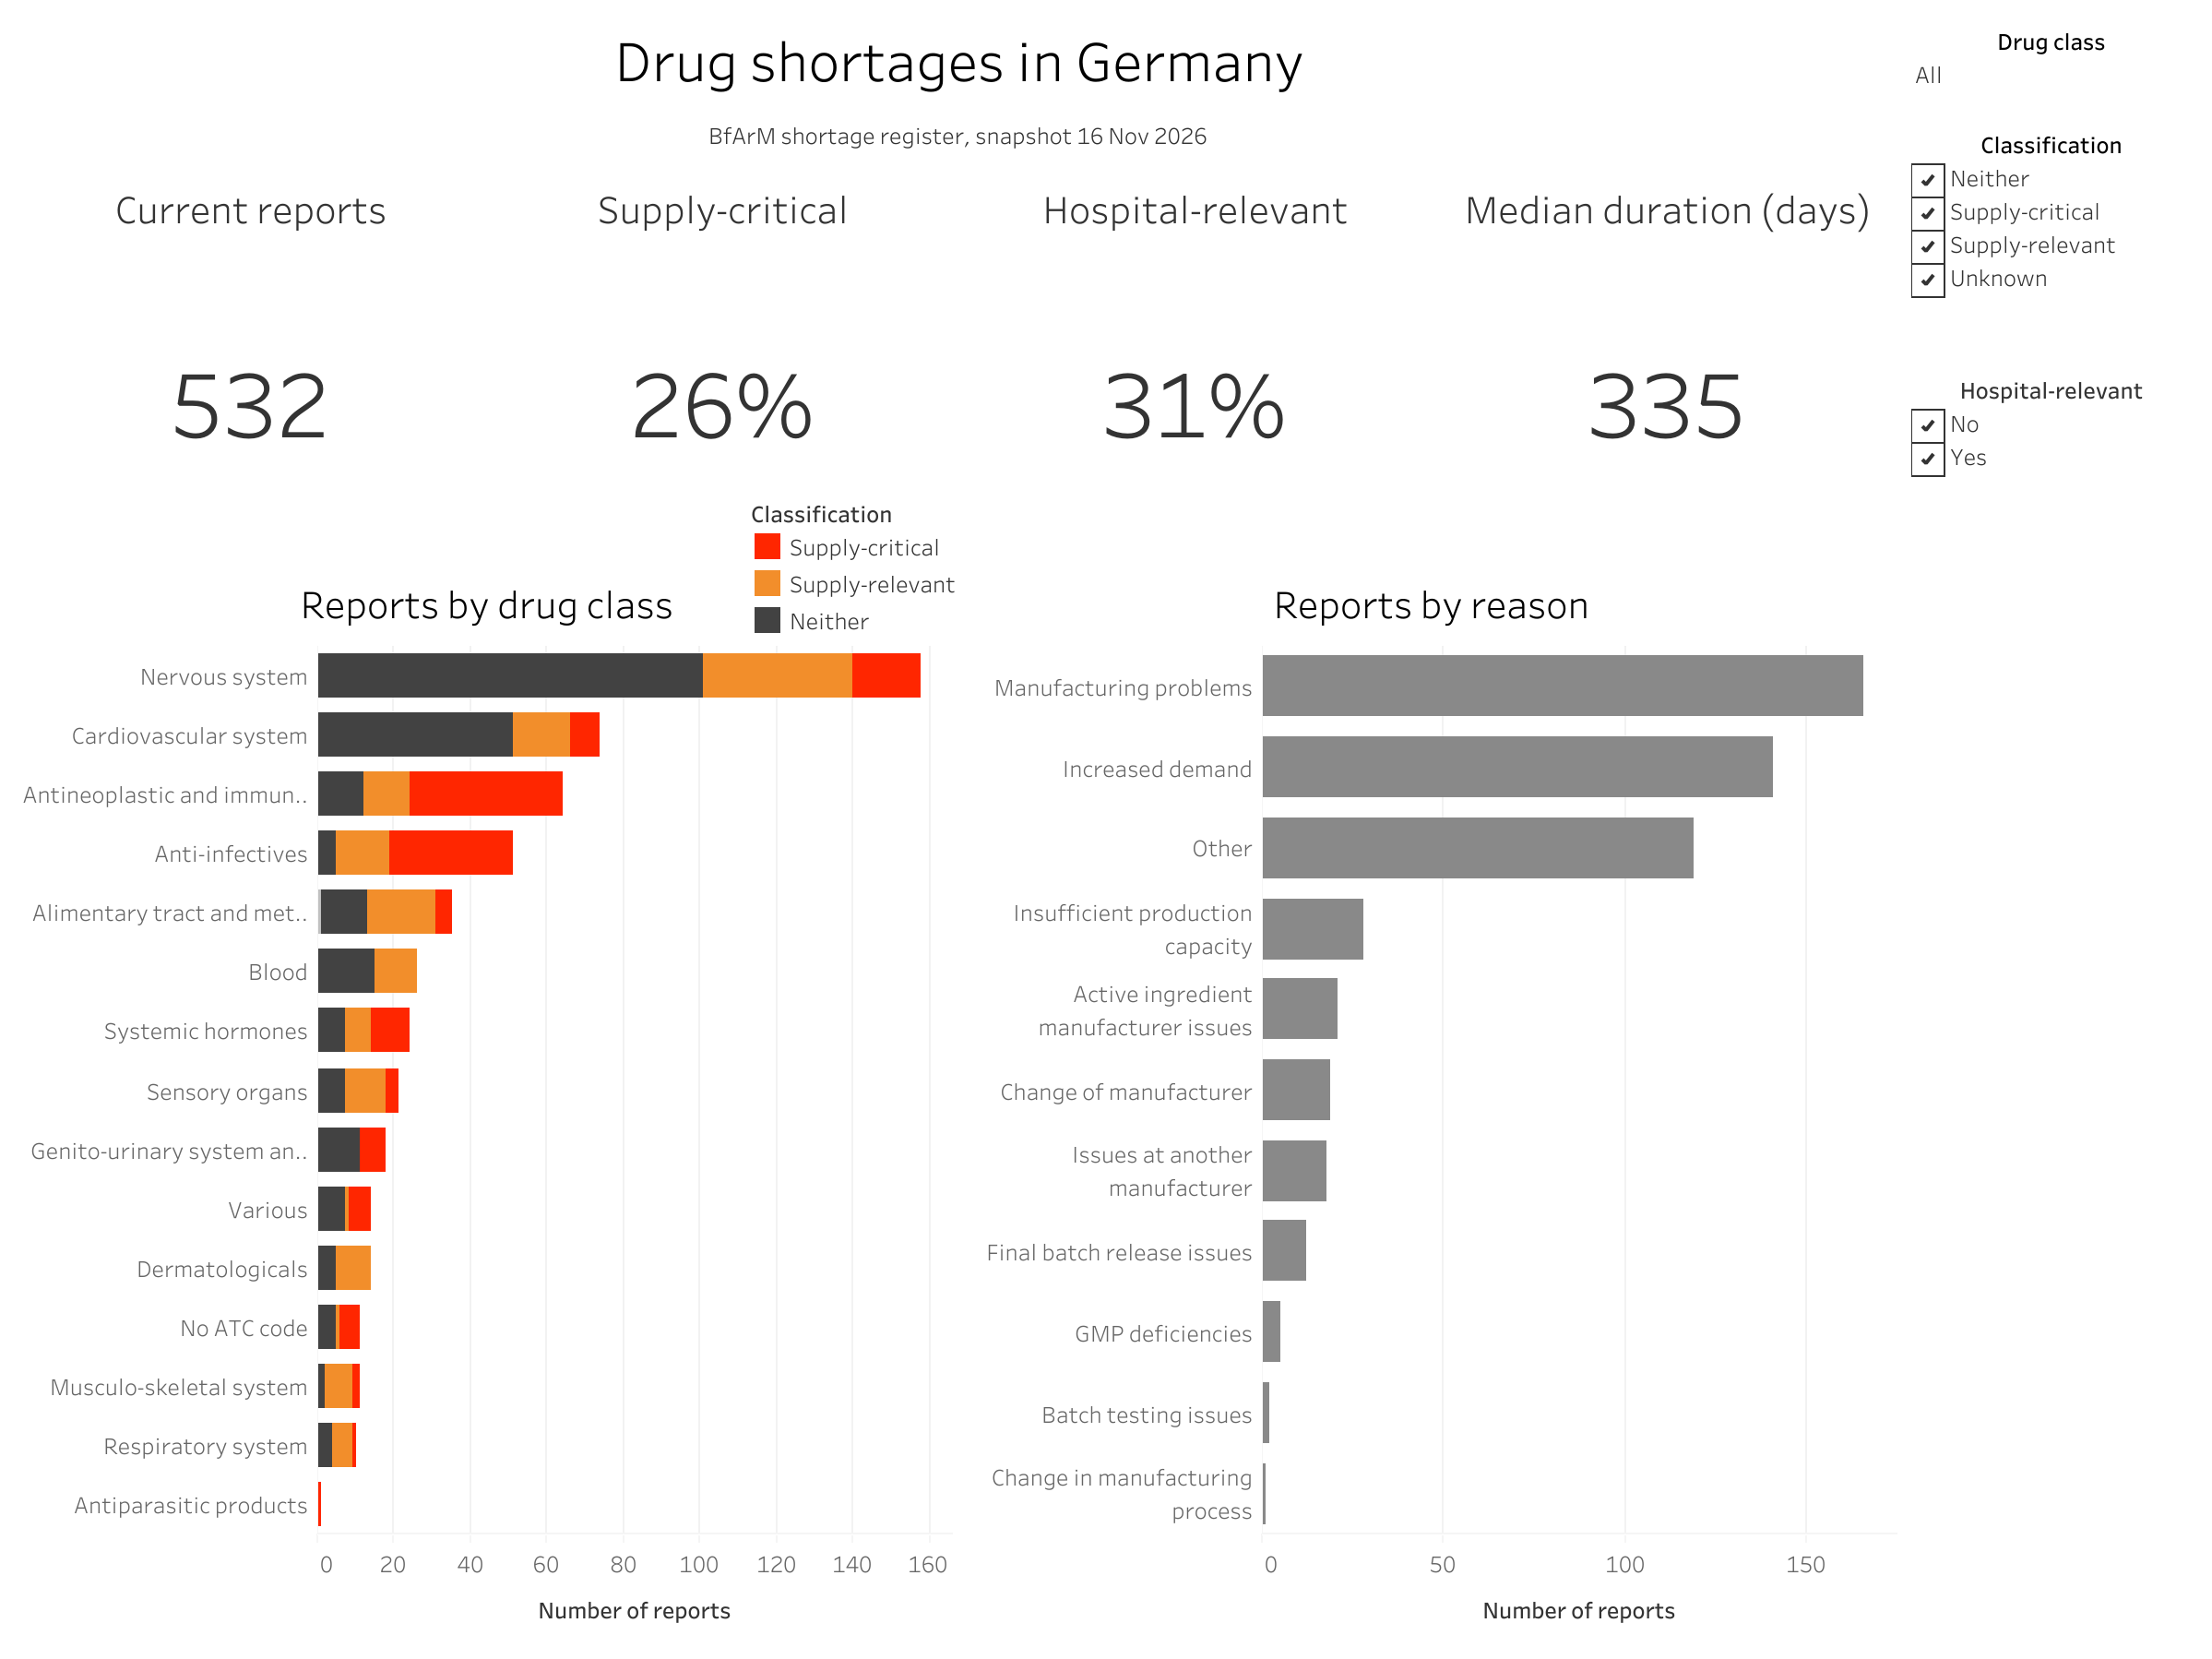 Drug shortages in Germany
BfArM shortage register, snapshot 16 Nov 2026
Drug class
All
Classification
Neither
Supply-critical
Supply-relevant
Unknown
Hospital-relevant
No
Yes
Current reports
532
Supply-critical
26%
Hospital-relevant
31%
Median duration (days)
335
Classification
Supply-critical
Supply-relevant
Neither
Reports by drug class
Nervous system
Cardiovascular system
Antineoplastic and immun..
Anti-infectives
Alimentary tract and met..
Blood
Systemic hormones
Sensory organs
Genito-urinary system an..
Various
Dermatologicals
No ATC code
Musculo-skeletal system
Respiratory system
Antiparasitic products
0 20 40 60 80 100 120 140 160
Number of reports
Reports by reason
Manufacturing problems
Increased demand
Other
Insufficient production
capacity
Active ingredient
manufacturer issues
Change of manufacturer
Issues at another
manufacturer
Final batch release issues
GMP deficiencies
Batch testing issues
Change in manufacturing
process
0 50 100 150
Number of reports